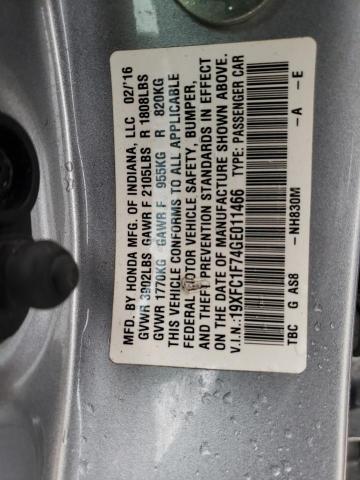 MFD. BY HONDA MFG. OF INDIANA, LLC 02/'16
GVWR 3902LBS GAWR F 2105LBS R 1808LBS
GVWR 1770KG GAWR F 955KG R 820KG
THIS VEHICLE CONFORMS TO ALL APPLICABLE
FEDERAL MOTOR VEHICLE SAFETY, BUMPER,
AND THEFT PREVENTION STANDARDS IN EFFECT
ON THE DATE OF MANUFACTURE SHOWN ABOVE.
V.I.N.: 19XFC1F74GE011466 TYPE: PASSENGER CAR
TBC G AS8 -NH830M -A -E